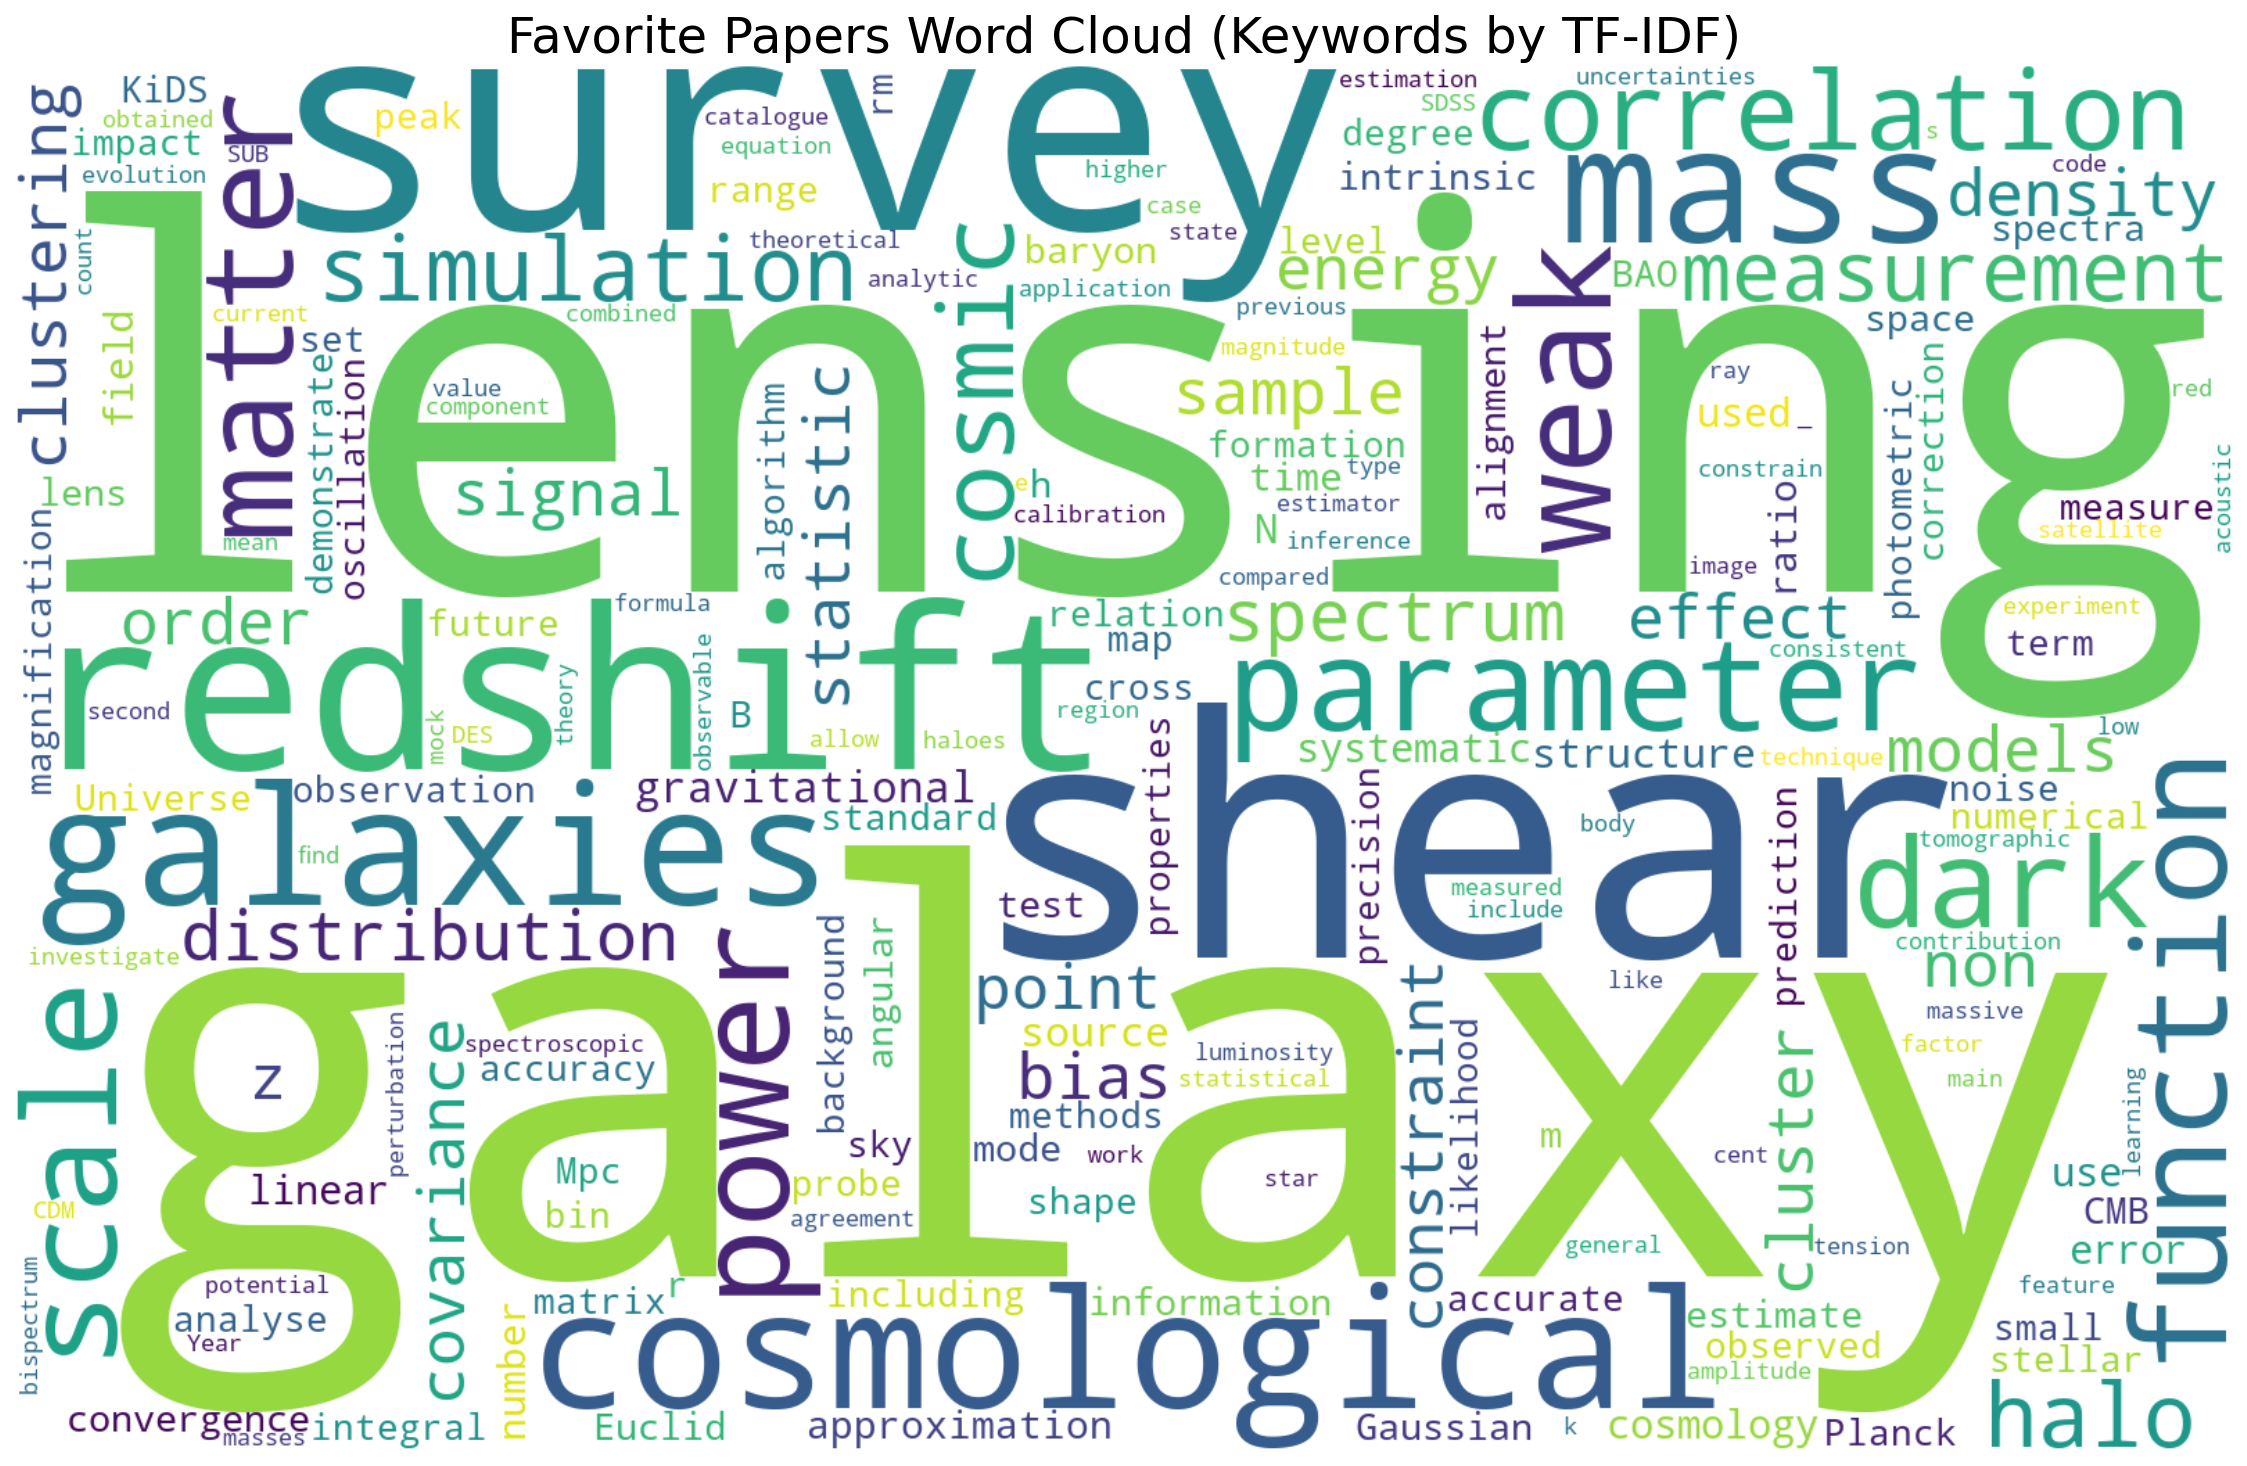 Favorite Papers Word Cloud (Keywords by TF-IDF)
KiDS
obtained
impact
SUB
evolution
clustering
matter
survey
peak
rm
catalogue
equation
range
higher
case
state
estimation
SDSS
degree
intrinsic
uncertainties
correlation
s
mass
code
density
spectra
count
simulation
theoretical
analytic
cosmic
baryon
application
level
energy
weak
BAO
measurement
current
set
combined
previous
space
lensing
field
demonstrate
oscillation
value
component
algorithm
statistic
magnitude
sample
alignment
ray
used
_
photometric
correction
red
lens
signal
e
h
calibration
formation
time
type
estimator
N
inference
compared
constrain
image
ratio
measure
satellite
acoustic
magnification
mean
order
future
formula
relation
map
spectrum
effect
consistent
experiment
term
redshift
second
mock
DES
theory
observable
B
allow
haloes
cross
region
parameter
low
systematic
structure
technique
models
Universe
observation
gravitational
standard
properties
precision
shear
body
prediction
noise
numerical
tomographic
galaxies
find
test
measured
include
dark
function
investigate
distribution
power
background
angular
point
constraint
like
contribution
non
scale
galaxy
perturbation
covariance
spectroscopic
accuracy
source
bias
luminosity
statistical
likelihood
massive
factor
main
cluster
z
methods
m
learning
linear
Mpc
bin
sky
mode
work
probe
agreement
shape
star
cent
use
CMB
CDM
general
tension
error
bispectrum
potential
analyse
Year
number
matrix
r
including
information
accurate
estimate
feature
observed
small
amplitude
stellar
cosmological
convergence
masses
integral
Euclid
approximation
Gaussian
k
cosmology
Planck
halo